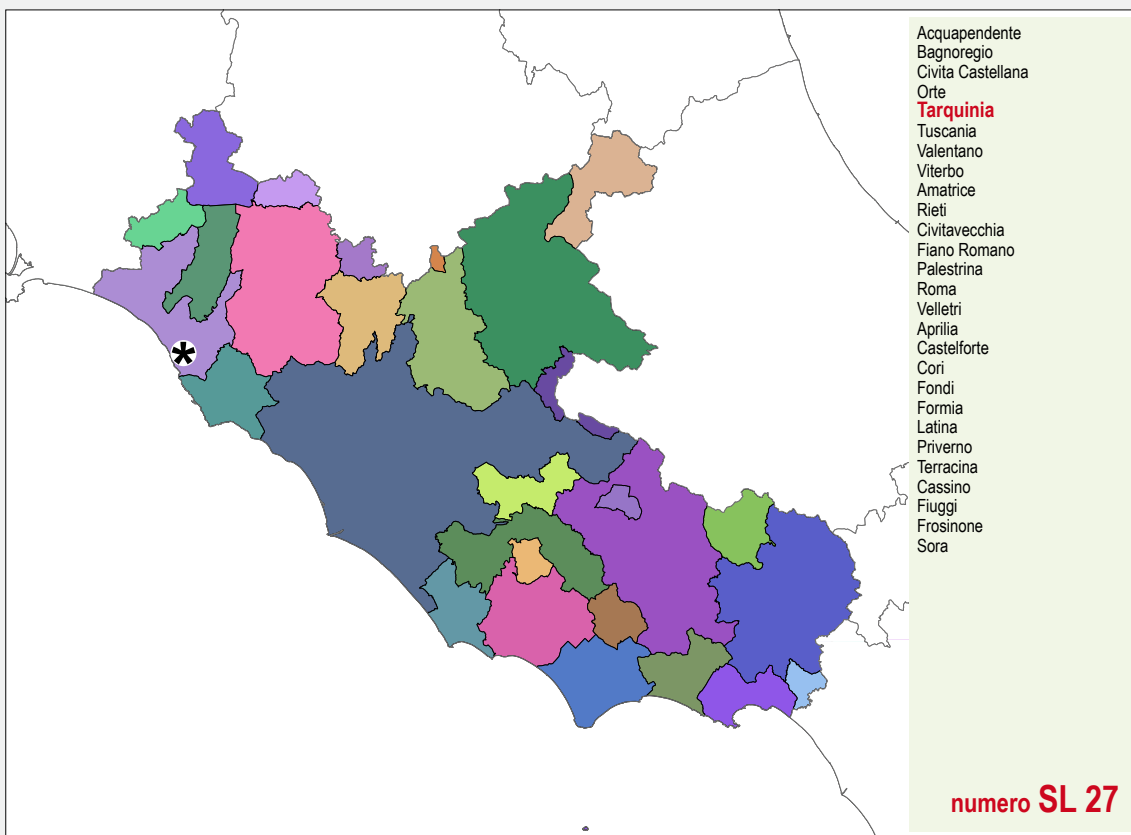 Acquapendente
Bagnoregio
Civita Castellana
Orte
Tarquinia
Tuscania
Valentano
Viterbo
Amatrice
Rieti
Civitavecchia
Fiano Romano
Palestrina
Roma
Velletri
Aprilia
Castelforte
Cori
Fondi
Formia
Latina
Priverno
Terracina
Cassino
Fiuggi
Frosinone
Sora
numero SL 27